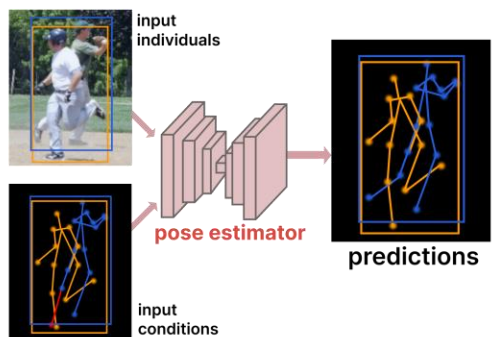 input
individuals
pose estimator
predictions
input
conditions